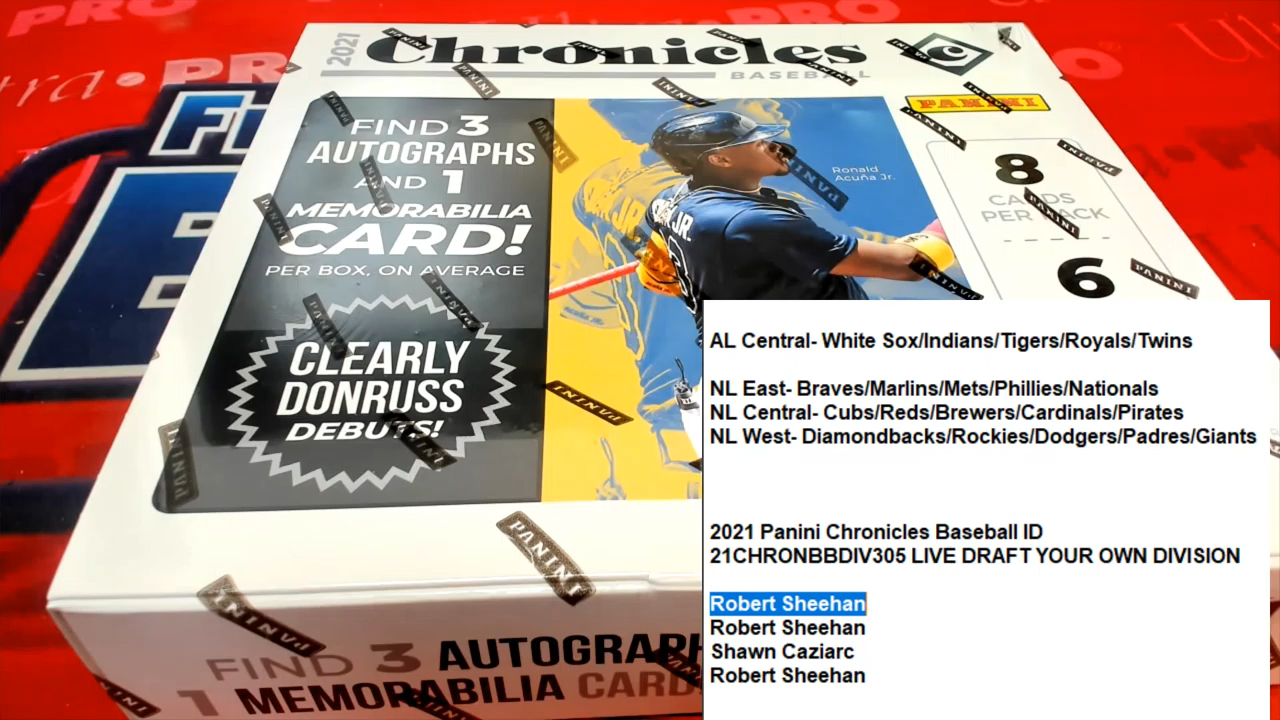 2021
Chronicles
BASEBALL
PANINI
FIND 3
AUTOGRAPHS
AND 1
MEMORABILIA
CARD!
PER BOX, ON AVERAGE
CLEARLY
DONRUSS
DEBUTS!
Ronald
Acuña Jr.
8
CARDS
PER PACK
6
FIND 3 AUTOGRAPH
1 MEMORABILIA CARD
PRO
PRO
AL Central- White Sox/Indians/Tigers/Royals/Twins
NL East- Braves/Marlins/Mets/Phillies/Nationals
NL Central- Cubs/Reds/Brewers/Cardinals/Pirates
NL West- Diamondbacks/Rockies/Dodgers/Padres/Giants
2021 Panini Chronicles Baseball ID
21CHRONBBDIV305 LIVE DRAFT YOUR OWN DIVISION
Robert Sheehan
Robert Sheehan
Shawn Caziarc
Robert Sheehan